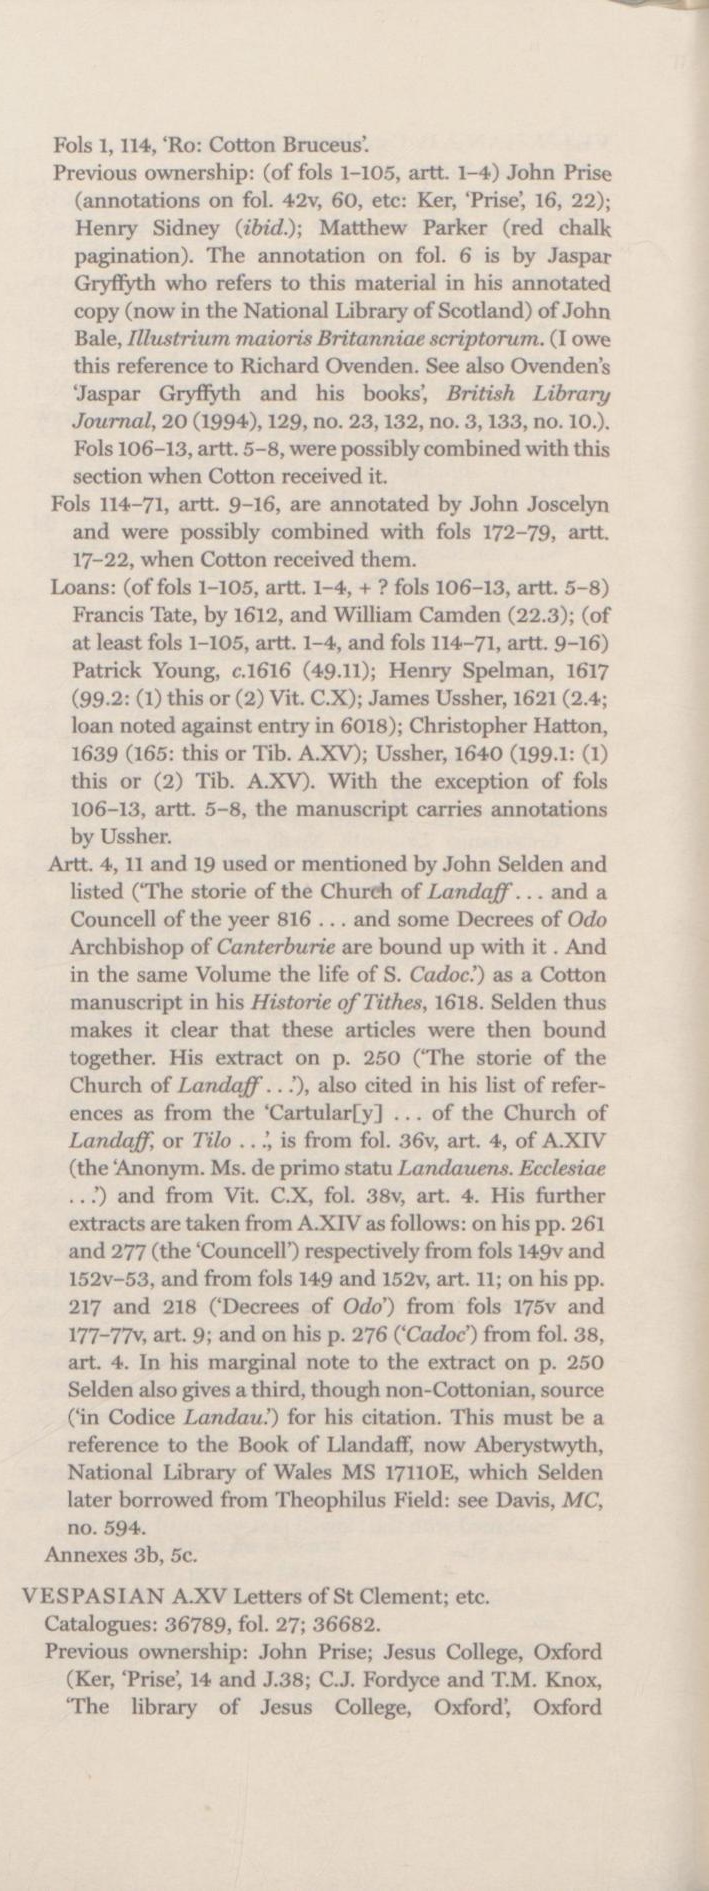 Fols 1, 114, ‘Ro: Cotton Bruceus’.
Previous ownership: (of fols 1–105, artt. 1–4) John Prise
(annotations on fol. 42v, 60, etc: Ker, ‘Prise’, 16, 22);
Henry Sidney (ibid.); Matthew Parker (red chalk
pagination). The annotation on fol. 6 is by Jaspar
Gryffyth who refers to this material in his annotated
copy (now in the National Library of Scotland) of John
Bale, Illustrium maioris Britanniae scriptorum. (I owe
this reference to Richard Ovenden. See also Ovenden’s
‘Jaspar Gryffyth and his books’, British Library
Journal, 20 (1994), 129, no. 23, 132, no. 3, 133, no. 10.).
Fols 106–13, artt. 5–8, were possibly combined with this
section when Cotton received it.
Fols 114–71, artt. 9–16, are annotated by John Joscelyn
and were possibly combined with fols 172–79, artt.
17–22, when Cotton received them.
Loans: (of fols 1–105, artt. 1–4, + ? fols 106–13, artt. 5–8)
Francis Tate, by 1612, and William Camden (22.3); (of
at least fols 1–105, artt. 1–4, and fols 114–71, artt. 9–16)
Patrick Young, c.1616 (49.11); Henry Spelman, 1617
(99.2: (1) this or (2) Vit. C.X); James Ussher, 1621 (2.4;
loan noted against entry in 6018); Christopher Hatton,
1639 (165: this or Tib. A.XV); Ussher, 1640 (199.1: (1)
this or (2) Tib. A.XV). With the exception of fols
106–13, artt. 5–8, the manuscript carries annotations
by Ussher.
Artt. 4, 11 and 19 used or mentioned by John Selden and
listed (‘The storie of the Church of Landaff . . . and a
Councell of the yeer 816 . . . and some Decrees of Odo
Archbishop of Canterburie are bound up with it . And
in the same Volume the life of S. Cadoc.’) as a Cotton
manuscript in his Historie of Tithes, 1618. Selden thus
makes it clear that these articles were then bound
together. His extract on p. 250 (‘The storie of the
Church of Landaff . . .’), also cited in his list of refer-
ences as from the ‘Cartular[y] . . . of the Church of
Landaff, or Tilo . . .’, is from fol. 36v, art. 4, of A.XIV
(the ‘Anonym. Ms. de primo statu Landauens. Ecclesiae
. . .’) and from Vit. C.X, fol. 38v, art. 4. His further
extracts are taken from A.XIV as follows: on his pp. 261
and 277 (the ‘Councell’) respectively from fols 149v and
152v–53, and from fols 149 and 152v, art. 11; on his pp.
217 and 218 (‘Decrees of Odo’) from fols 175v and
177–77v, art. 9; and on his p. 276 (‘Cadoc’) from fol. 38,
art. 4. In his marginal note to the extract on p. 250
Selden also gives a third, though non-Cottonian, source
(‘in Codice Landau.’) for his citation. This must be a
reference to the Book of Llandaff, now Aberystwyth,
National Library of Wales MS 17110E, which Selden
later borrowed from Theophilus Field: see Davis, MC,
no. 594.
Annexes 3b, 5c.
VESPASIAN A.XV Letters of St Clement; etc.
Catalogues: 36789, fol. 27; 36682.
Previous ownership: John Prise; Jesus College, Oxford
(Ker, ‘Prise’, 14 and J.38; C.J. Fordyce and T.M. Knox,
‘The library of Jesus College, Oxford’, Oxford